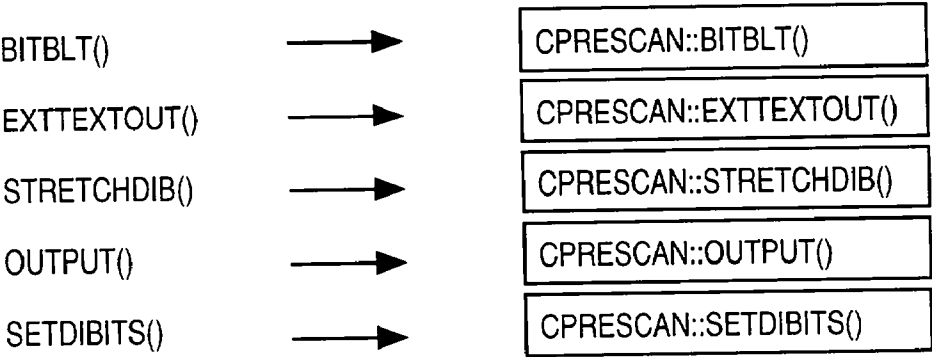 BITBLT() CPRESCAN::BITBLT()
EXTTEXTOUT() CPRESCAN::EXTTEXTOUT()
STRETCHDIB() CPRESCAN::STRETCHDIB()
OUTPUT() CPRESCAN::OUTPUT()
SETDIBITS() CPRESCAN::SETDIBITS()